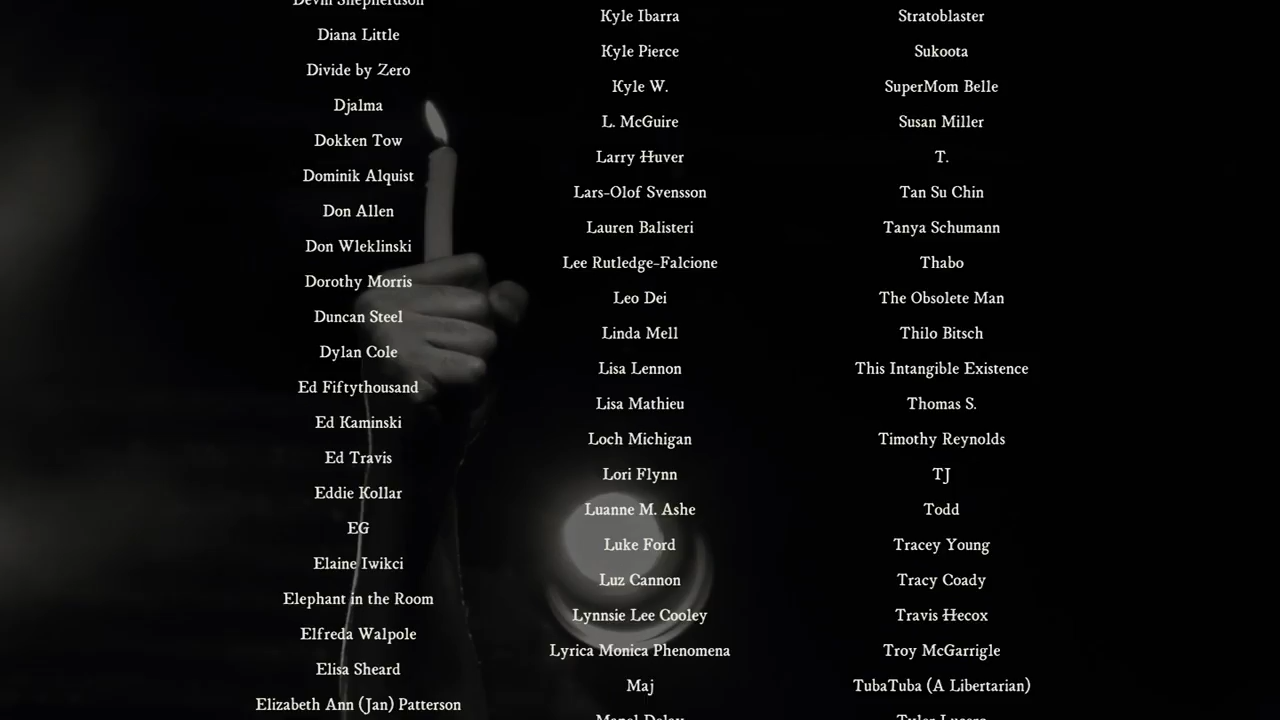 Devin Shepherdson
Diana Little
Divide by Zero
Djalma
Dokken Tow
Dominik Alquist
Don Allen
Don Wleklinski
Dorothy Morris
Duncan Steel
Dylan Cole
Ed Fiftythousand
Ed Kaminski
Ed Travis
Eddie Kollar
EG
Elaine Iwikci
Elephant in the Room
Elfreda Walpole
Elisa Sheard
Elizabeth Ann (Jan) Patterson
Kyle Ibarra
Kyle Pierce
Kyle W.
L. McGuire
Larry Huver
Lars-Olof Svensson
Lauren Balisteri
Lee Rutledge-Falcione
Leo Dei
Linda Mell
Lisa Lennon
Lisa Mathieu
Loch Michigan
Lori Flynn
Luanne M. Ashe
Luke Ford
Luz Cannon
Lynnsie Lee Cooley
Lyrica Monica Phenomena
Maj
Stratoblaster
Sukoota
SuperMom Belle
Susan Miller
T.
Tan Su Chin
Tanya Schumann
Thabo
The Obsolete Man
Thilo Bitsch
This Intangible Existence
Thomas S.
Timothy Reynolds
TJ
Todd
Tracey Young
Tracy Coady
Travis Hecox
Troy McGarrigle
TubaTuba (A Libertarian)